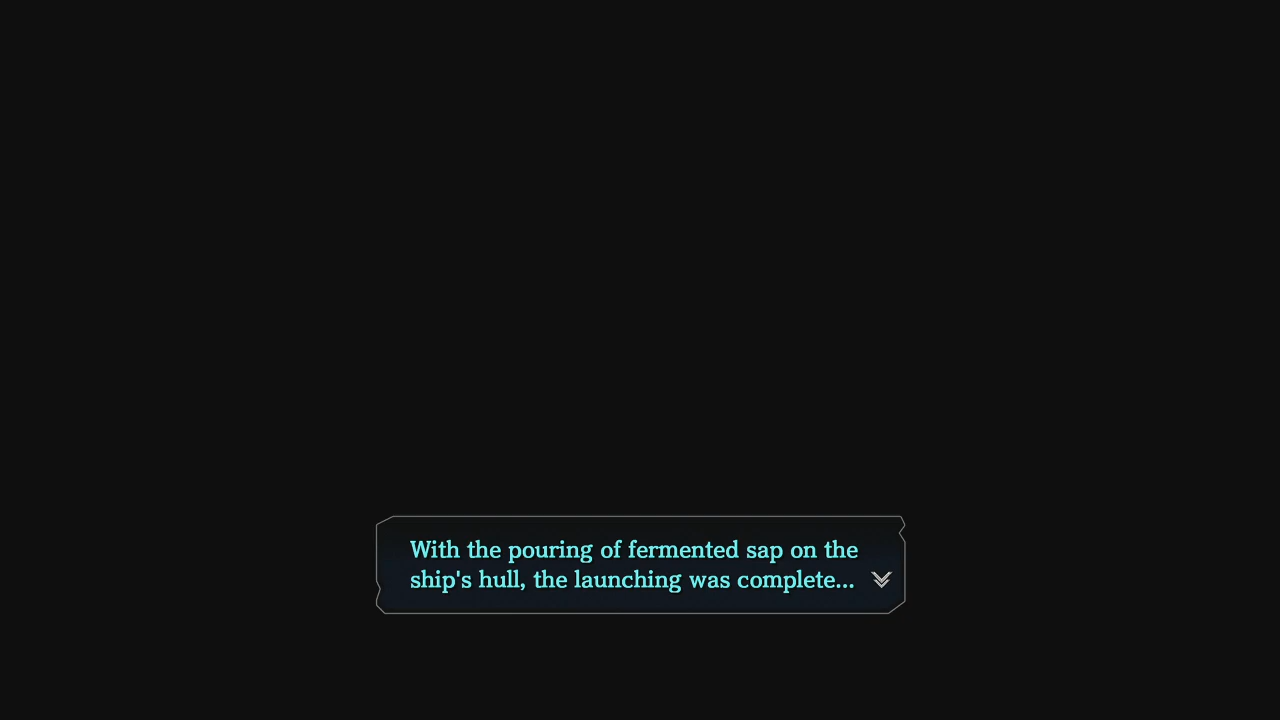 With the pouring of fermented sap on the
ship's hull, the launching was complete...